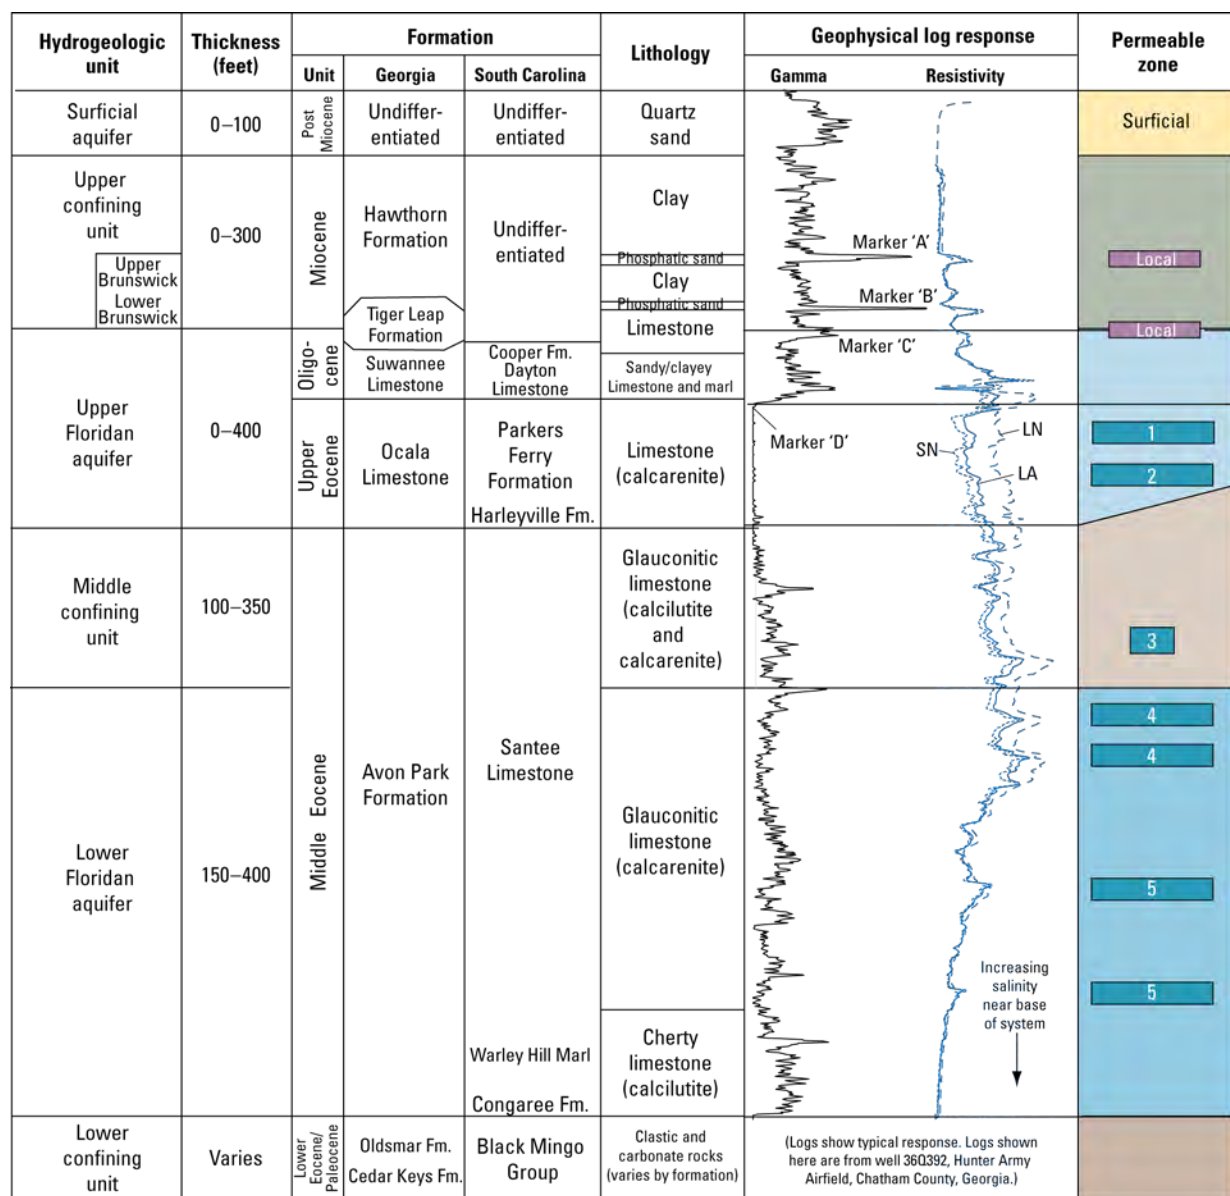 Hydrogeologic
unit
Thickness
(feet)
Formation
Unit
Georgia
South Carolina
Lithology
Geophysical log response
Gamma
Resistivity
Permeable
zone
Surficial
aquifer
0–100
Post
Miocene
Undiffer-
entiated
Undiffer-
entiated
Quartz
sand
Surficial
Upper
confining
unit
Upper
Brunswick
Lower
Brunswick
0–300
Miocene
Hawthorn
Formation
Tiger Leap
Formation
Undiffer-
entiated
Clay
Phosphatic sand
Clay
Phosphatic sand
Limestone
Marker ‘A’
Marker ‘B’
Local
Local
Upper
Floridan
aquifer
0–400
Oligo-
cene
Suwannee
Limestone
Cooper Fm.
Dayton
Limestone
Sandy/clayey
Limestone and marl
Marker ‘C’
Upper
Eocene
Ocala
Limestone
Parkers
Ferry
Formation
Harleyville Fm.
Limestone
(calcarenite)
Marker ‘D’
SN
LN
LA
1
2
Middle
confining
unit
100–350
Middle Eocene
Avon Park
Formation
Santee
Limestone
Warley Hill Marl
Congaree Fm.
Glauconitic
limestone
(calcilutite
and
calcarenite)
3
Lower
Floridan
aquifer
150–400
Glauconitic
limestone
(calcarenite)
Cherty
limestone
(calcilutite)
Increasing
salinity
near base
of system
4
4
5
5
Lower
confining
unit
Varies
Lower
Eocene/
Paleocene
Oldsmar Fm.
Cedar Keys Fm.
Black Mingo
Group
Clastic and
carbonate rocks
(varies by formation)
(Logs show typical response. Logs shown
here are from well 36Q392, Hunter Army
Airfield, Chatham County, Georgia.)